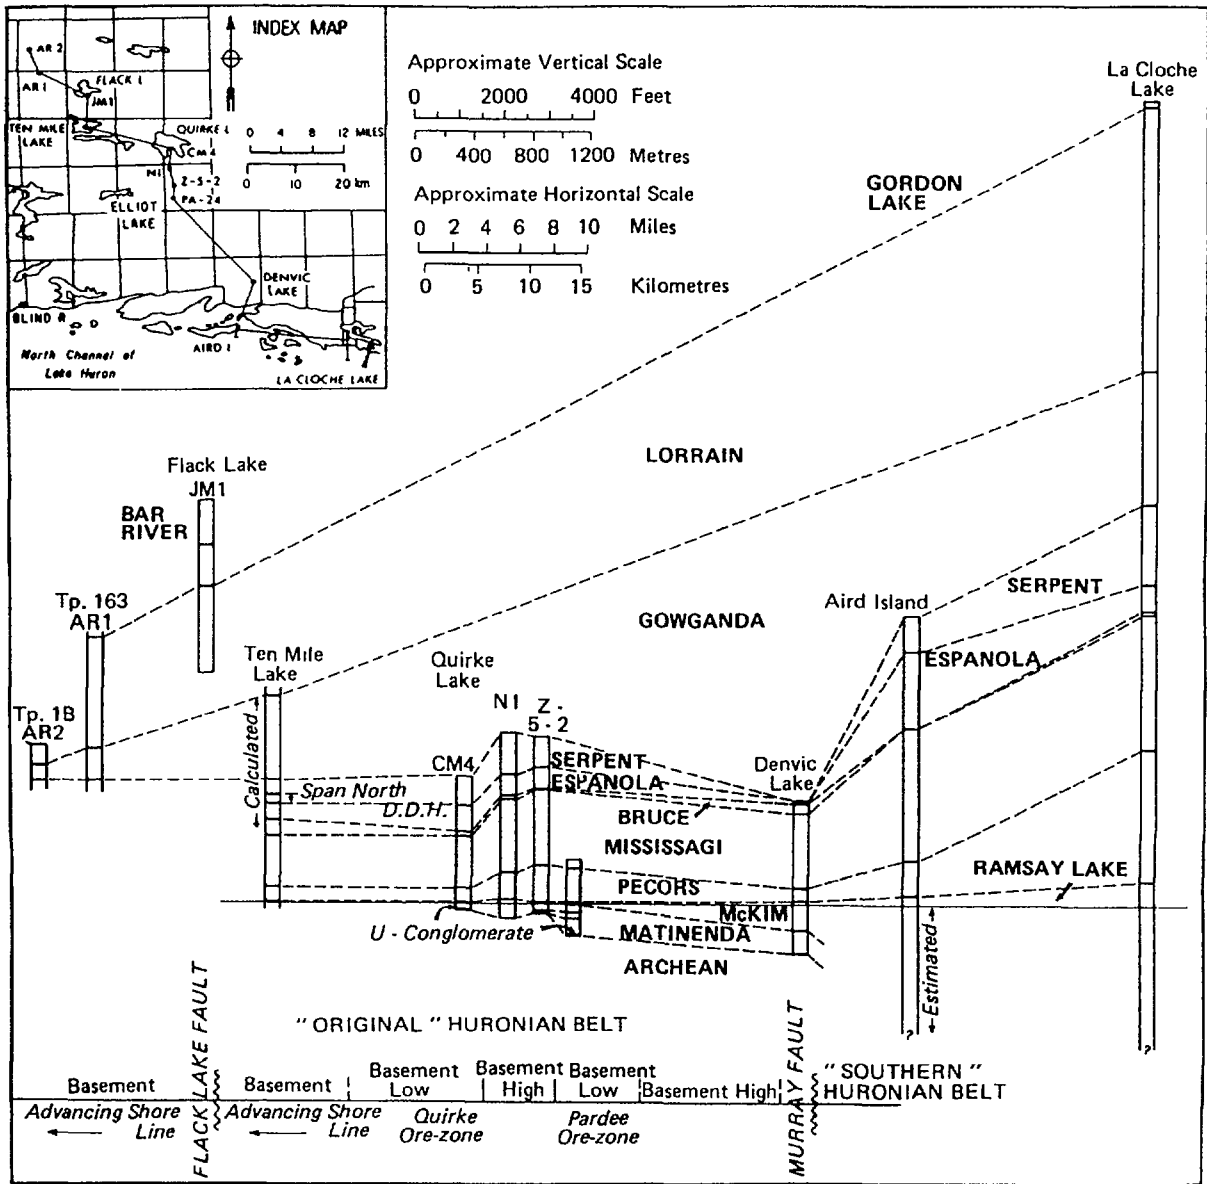 INDEX MAP
AR 2
AR 1
FLACK L
JM1
TEN MILE
LAKE
QUIRKE L
CM4
N1
Z-5-2
PA-24
ELLIOT
LAKE
0 4 8 12 MILES
0 10 20 km
DENVIC
LAKE
BLIND R
AIRD I
North Channel of
Lake Huron
LA CLOCHE LAKE
Approximate Vertical Scale
0 2000 4000 Feet
0 400 800 1200 Metres
Approximate Horizontal Scale
0 2 4 6 8 10 Miles
0 5 10 15 Kilometres
La Cloche
Lake
GORDON
LAKE
LORRAIN
Flack Lake
JM1
BAR
RIVER
GOWGANDA
SERPENT
Tp. 163
AR1
Aird Island
ESPANOLA
Ten Mile
Lake
Quirke
Lake
N1
Z -
5 - 2
Tp. 1B
AR2
Calculated
CM4
SERPENT
ESPANOLA
Denvic
Lake
Span North
D.D.H.
BRUCE
MISSISSAGI
PECORS
RAMSAY LAKE
McKIM
U - Conglomerate
MATINENDA
ARCHEAN
Estimated
?
?
FLACK LAKE FAULT
"ORIGINAL" HURONIAN BELT
MURRAY FAULT
"SOUTHERN"
HURONIAN BELT
Basement
Basement
Basement
Low
Basement
High
Basement
Low
Basement High
Advancing Shore
Line
Advancing Shore
Line
Quirke
Ore-zone
Pardee
Ore-zone